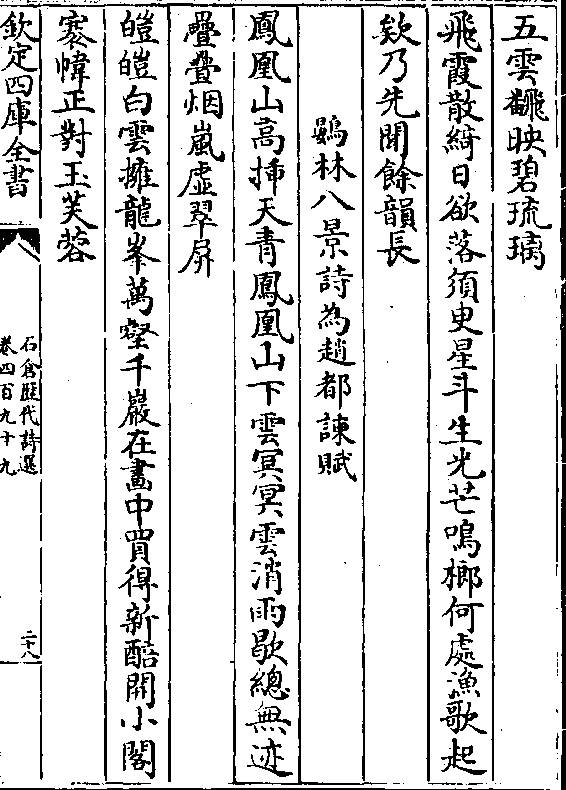 五雲飜映碧琉璃
飛霞散綺日欲落須臾星斗生光芒鳴榔何處漁歌起
欸乃先聞餘韻長
鷃林八景詩為趙都諫賦
鳳凰山高揷天青鳳凰山下雲冥冥雲消雨歇總無迹
疊疊烟嵐虛翠屏
皚皚白雲擁龍峯萬壑千巖在畫中買得新醅開小閣
褰幃正對玉芙蓉
欽定四庫全書
石倉歷代詩選
卷四百九十九
二十八